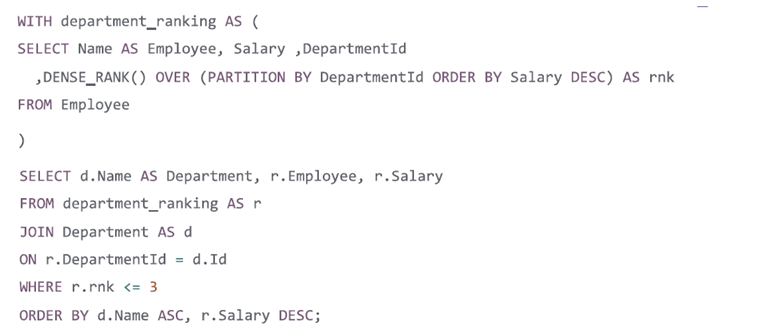 WITH department_ranking AS (
SELECT Name AS Employee, Salary ,DepartmentId
  ,DENSE_RANK() OVER (PARTITION BY DepartmentId ORDER BY Salary DESC) AS rnk
FROM Employee
)
SELECT d.Name AS Department, r.Employee, r.Salary
FROM department_ranking AS r
JOIN Department AS d
ON r.DepartmentId = d.Id
WHERE r.rnk <= 3
ORDER BY d.Name ASC, r.Salary DESC;